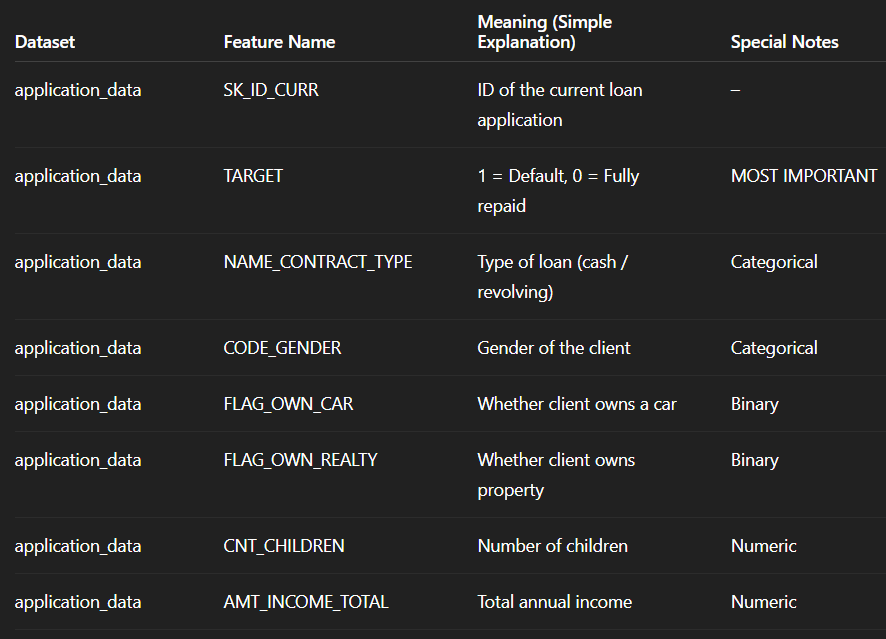 Dataset Feature Name Meaning (Simple Explanation) Special Notes
application_data SK_ID_CURR ID of the current loan application –
application_data TARGET 1 = Default, 0 = Fully repaid MOST IMPORTANT
application_data NAME_CONTRACT_TYPE Type of loan (cash / revolving) Categorical
application_data CODE_GENDER Gender of the client Categorical
application_data FLAG_OWN_CAR Whether client owns a car Binary
application_data FLAG_OWN_REALTY Whether client owns property Binary
application_data CNT_CHILDREN Number of children Numeric
application_data AMT_INCOME_TOTAL Total annual income Numeric